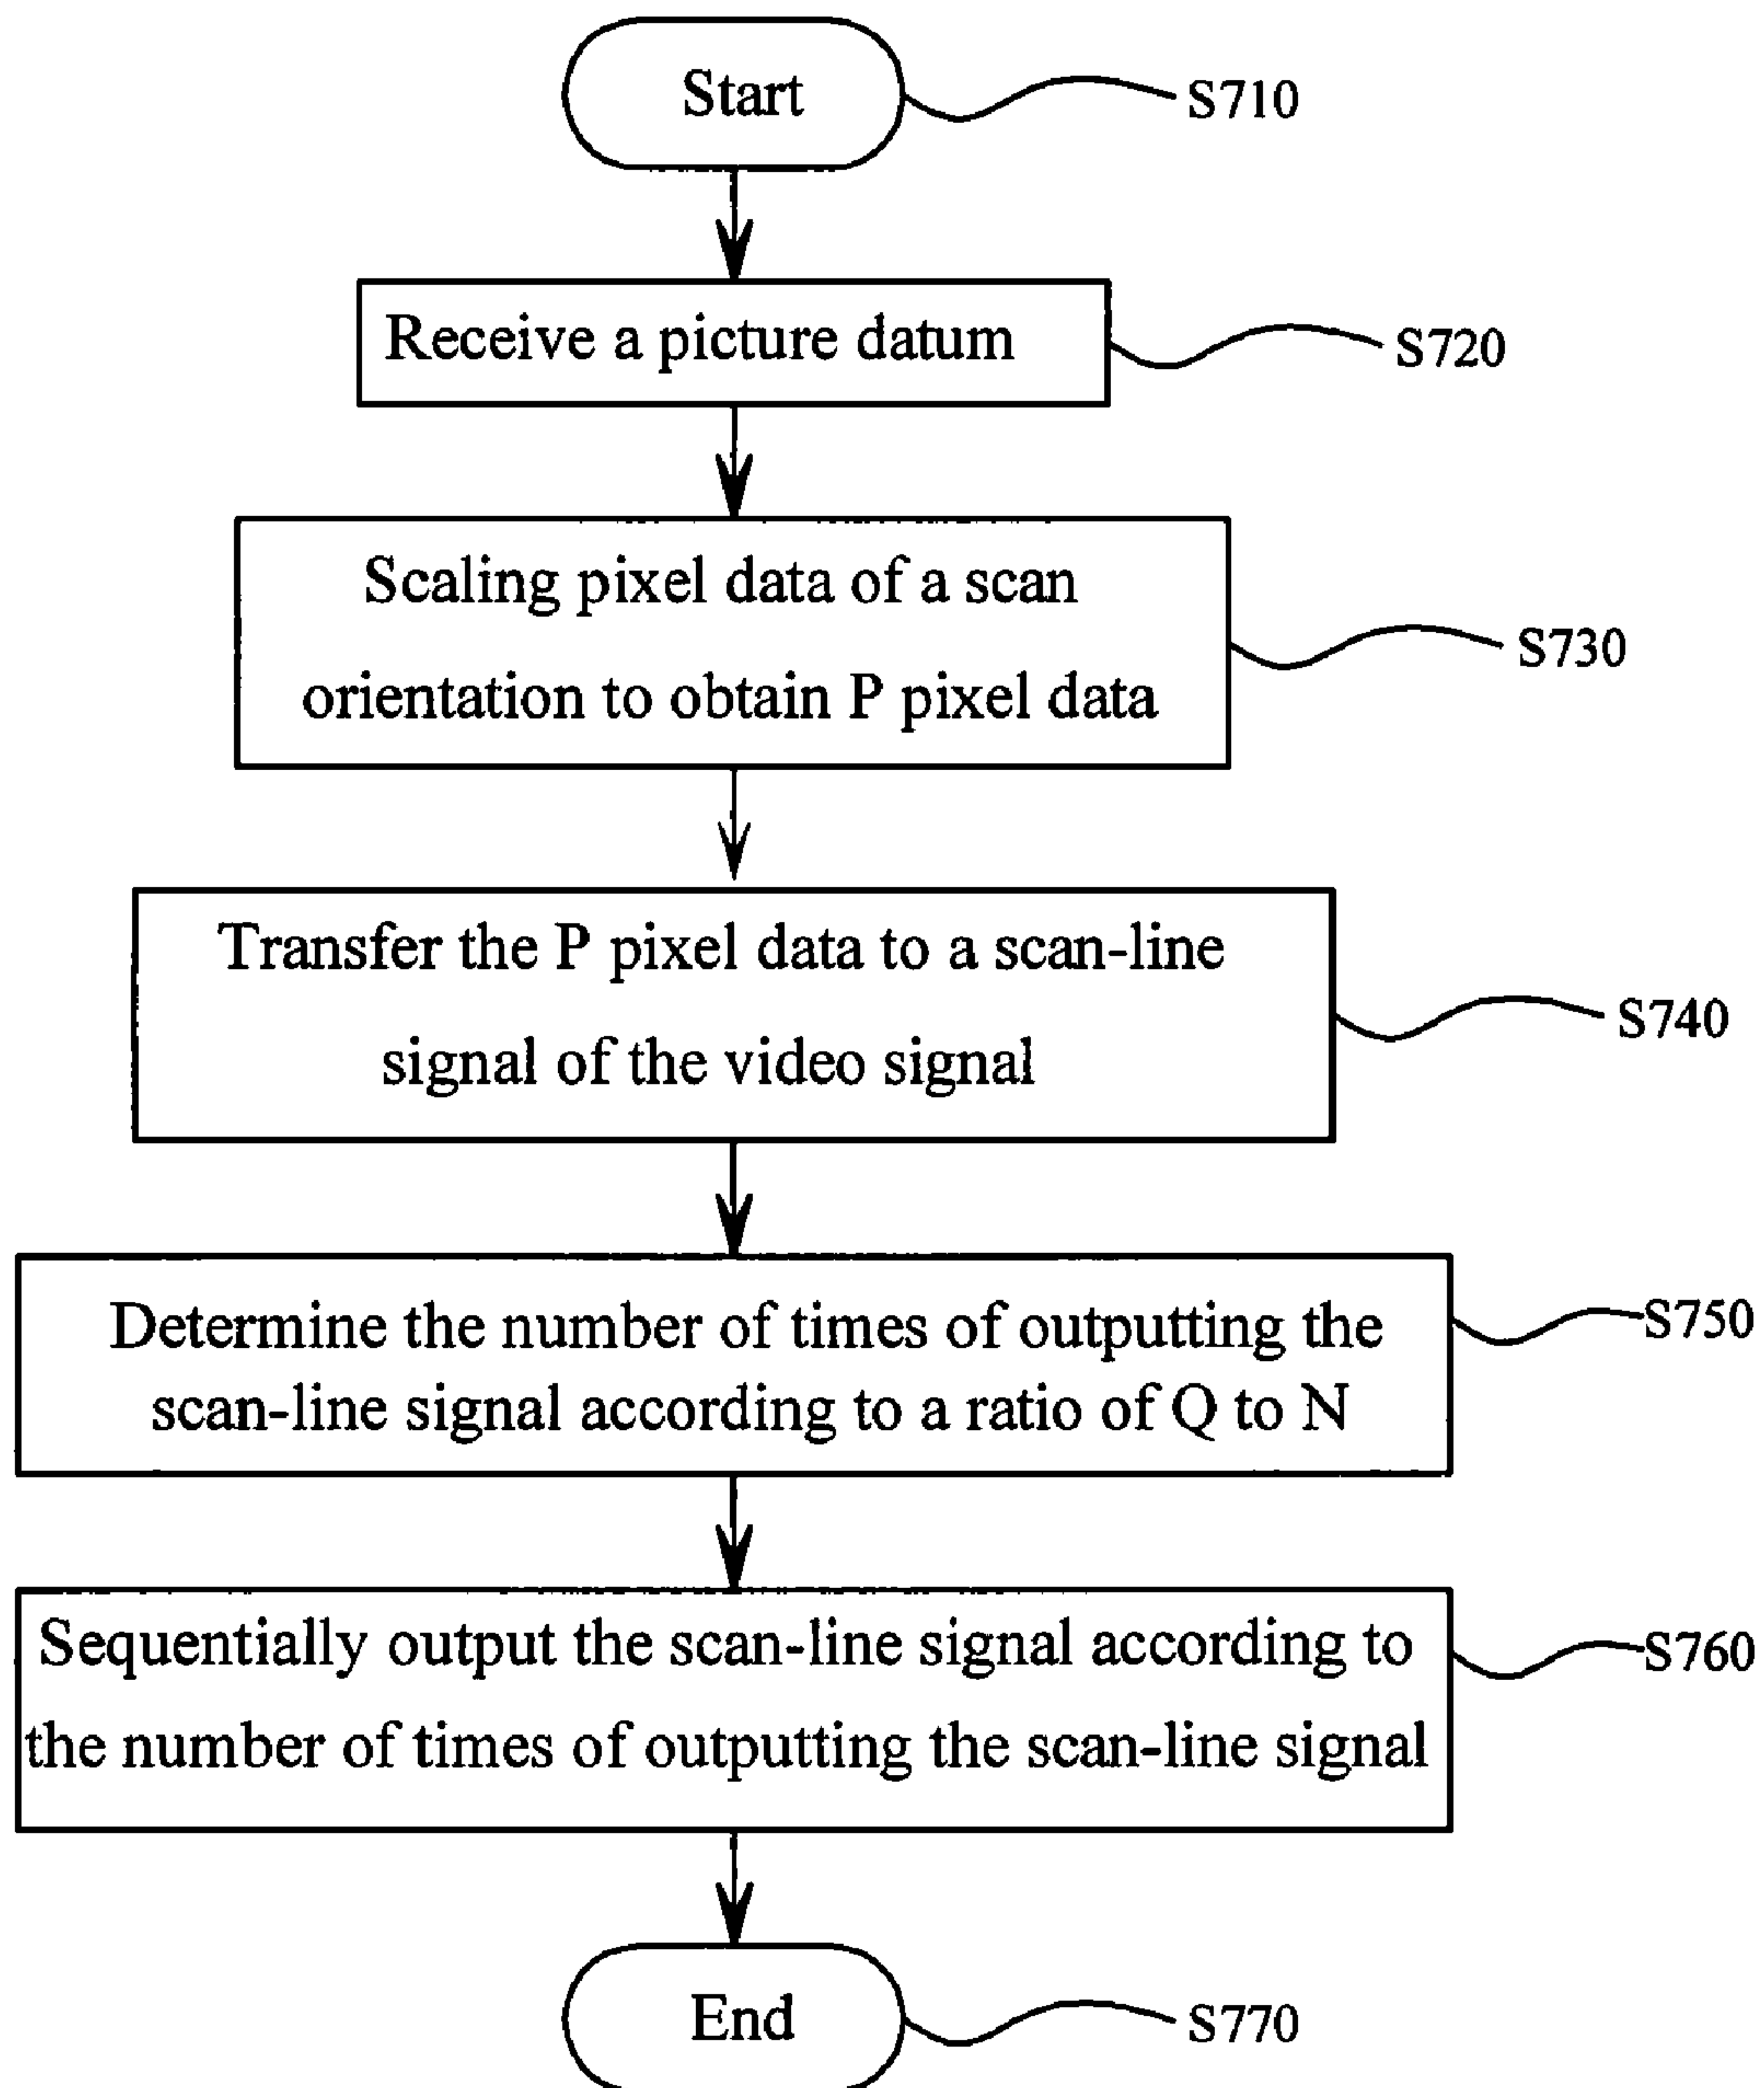 Start
S710
Receive a picture datum
S720
Scaling pixel data of a scan
orientation to obtain P pixel data
S730
Transfer the P pixel data to a scan-line
signal of the video signal
S740
Determine the number of times of outputting the
scan-line signal according to a ratio of Q to N
S750
Sequentially output the scan-line signal according to
the number of times of outputting the scan-line signal
S760
End
S770